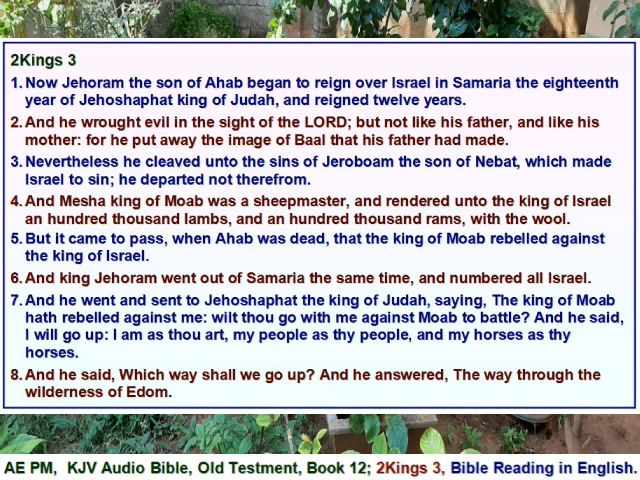 2Kings 3
1. Now Jehoram the son of Ahab began to reign over Israel in Samaria the eighteenth
year of Jehoshaphat king of Judah, and reigned twelve years.
2. And he wrought evil in the sight of the LORD; but not like his father, and like his
mother: for he put away the image of Baal that his father had made.
3. Nevertheless he cleaved unto the sins of Jeroboam the son of Nebat, which made
Israel to sin; he departed not therefrom.
4. And Mesha king of Moab was a sheepmaster, and rendered unto the king of Israel
an hundred thousand lambs, and an hundred thousand rams, with the wool.
5. But it came to pass, when Ahab was dead, that the king of Moab rebelled against
the king of Israel.
6. And king Jehoram went out of Samaria the same time, and numbered all Israel.
7. And he went and sent to Jehoshaphat the king of Judah, saying, The king of Moab
hath rebelled against me: wilt thou go with me against Moab to battle? And he said,
I will go up: I am as thou art, my people as thy people, and my horses as thy
horses.
8. And he said, Which way shall we go up? And he answered, The way through the
wilderness of Edom.
AE PM, KJV Audio Bible, Old Testment, Book 12; 2Kings 3, Bible Reading in English.